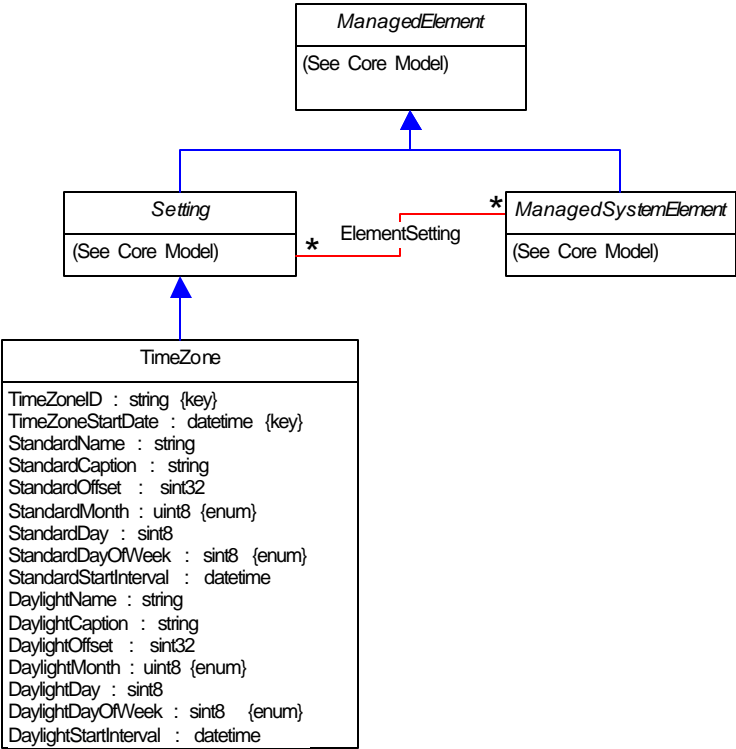 ManagedElement
(See Core Model)
Setting
(See Core Model)
*
ElementSetting
*
ManagedSystemElement
(See Core Model)
TimeZone
TimeZoneID : string {key}
TimeZoneStartDate : datetime {key}
StandardName : string
StandardCaption : string
StandardOffset : sint32
StandardMonth : uint8 {enum}
StandardDay : sint8
StandardDayOfWeek : sint8 {enum}
StandardStartInterval : datetime
DaylightName : string
DaylightCaption : string
DaylightOffset : sint32
DaylightMonth : uint8 {enum}
DaylightDay : sint8
DaylightDayOfWeek : sint8 {enum}
DaylightStartInterval : datetime